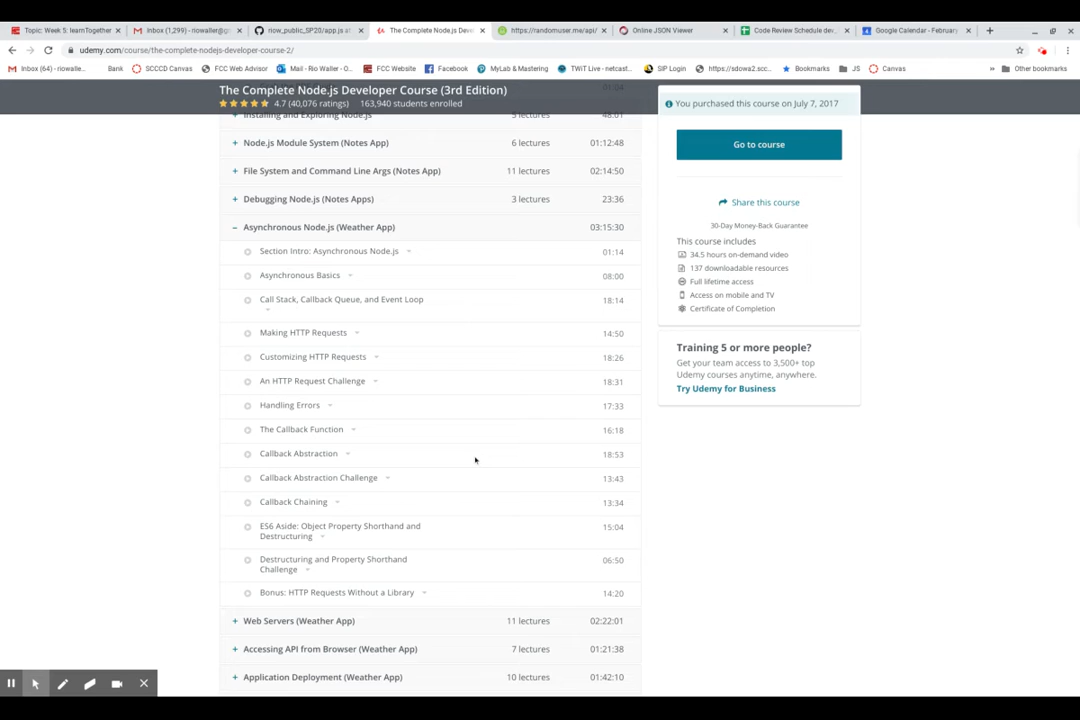 Topic: Week 5: learnTogether
Inbox (1,299) - riowaller@g
riow_public_SP20/app.js at
The Complete Node.js Deve
https://randomuser.me/api/
Online JSON Viewer
Code Review Schedule dev
Google Calendar - February
udemy.com/course/the-complete-nodejs-developer-course-2/
Inbox (64) - riowalle...
Bank
SCCCD Canvas
FCC Web Advisor
Mail - Rio Waller - O...
FCC Website
Facebook
MyLab & Mastering
TWiT Live - netcast...
SIP Login
https://sdowa2.scc...
Bookmarks
JS
Canvas
»
Other bookmarks
The Complete Node.js Developer Course (3rd Edition)
4.7 (40,076 ratings) 163,940 students enrolled
01:04
+ Installing and Exploring Node.js 5 lectures 48:01
+ Node.js Module System (Notes App) 6 lectures 01:12:48
+ File System and Command Line Args (Notes App) 11 lectures 02:14:50
+ Debugging Node.js (Notes Apps) 3 lectures 23:36
− Asynchronous Node.js (Weather App) 03:15:30
Section Intro: Asynchronous Node.js 01:14
Asynchronous Basics 08:00
Call Stack, Callback Queue, and Event Loop 18:14
Making HTTP Requests 14:50
Customizing HTTP Requests 18:26
An HTTP Request Challenge 18:31
Handling Errors 17:33
The Callback Function 16:18
Callback Abstraction 18:53
Callback Abstraction Challenge 13:43
Callback Chaining 13:34
ES6 Aside: Object Property Shorthand and 15:04
Destructuring
Destructuring and Property Shorthand 06:50
Challenge
Bonus: HTTP Requests Without a Library 14:20
+ Web Servers (Weather App) 11 lectures 02:22:01
+ Accessing API from Browser (Weather App) 7 lectures 01:21:38
+ Application Deployment (Weather App) 10 lectures 01:42:10
You purchased this course on July 7, 2017
Go to course
Share this course
30-Day Money-Back Guarantee
This course includes
34.5 hours on-demand video
137 downloadable resources
Full lifetime access
Access on mobile and TV
Certificate of Completion
Training 5 or more people?
Get your team access to 3,500+ top
Udemy courses anytime, anywhere.
Try Udemy for Business